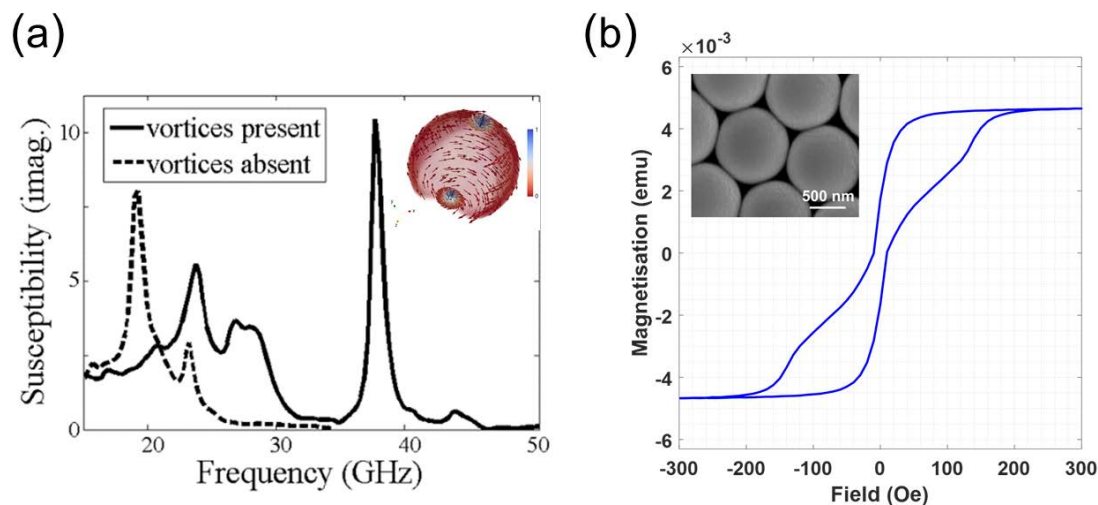 (a)
Susceptibility (imag.)
10
5
0
vortices present
vortices absent
1
0
20
30
40
50
Frequency (GHz)
(b)
×10⁻³
6
4
2
0
-2
-4
-6
Magnetisation (emu)
500 nm
-300
-200
-100
0
100
200
300
Field (Oe)